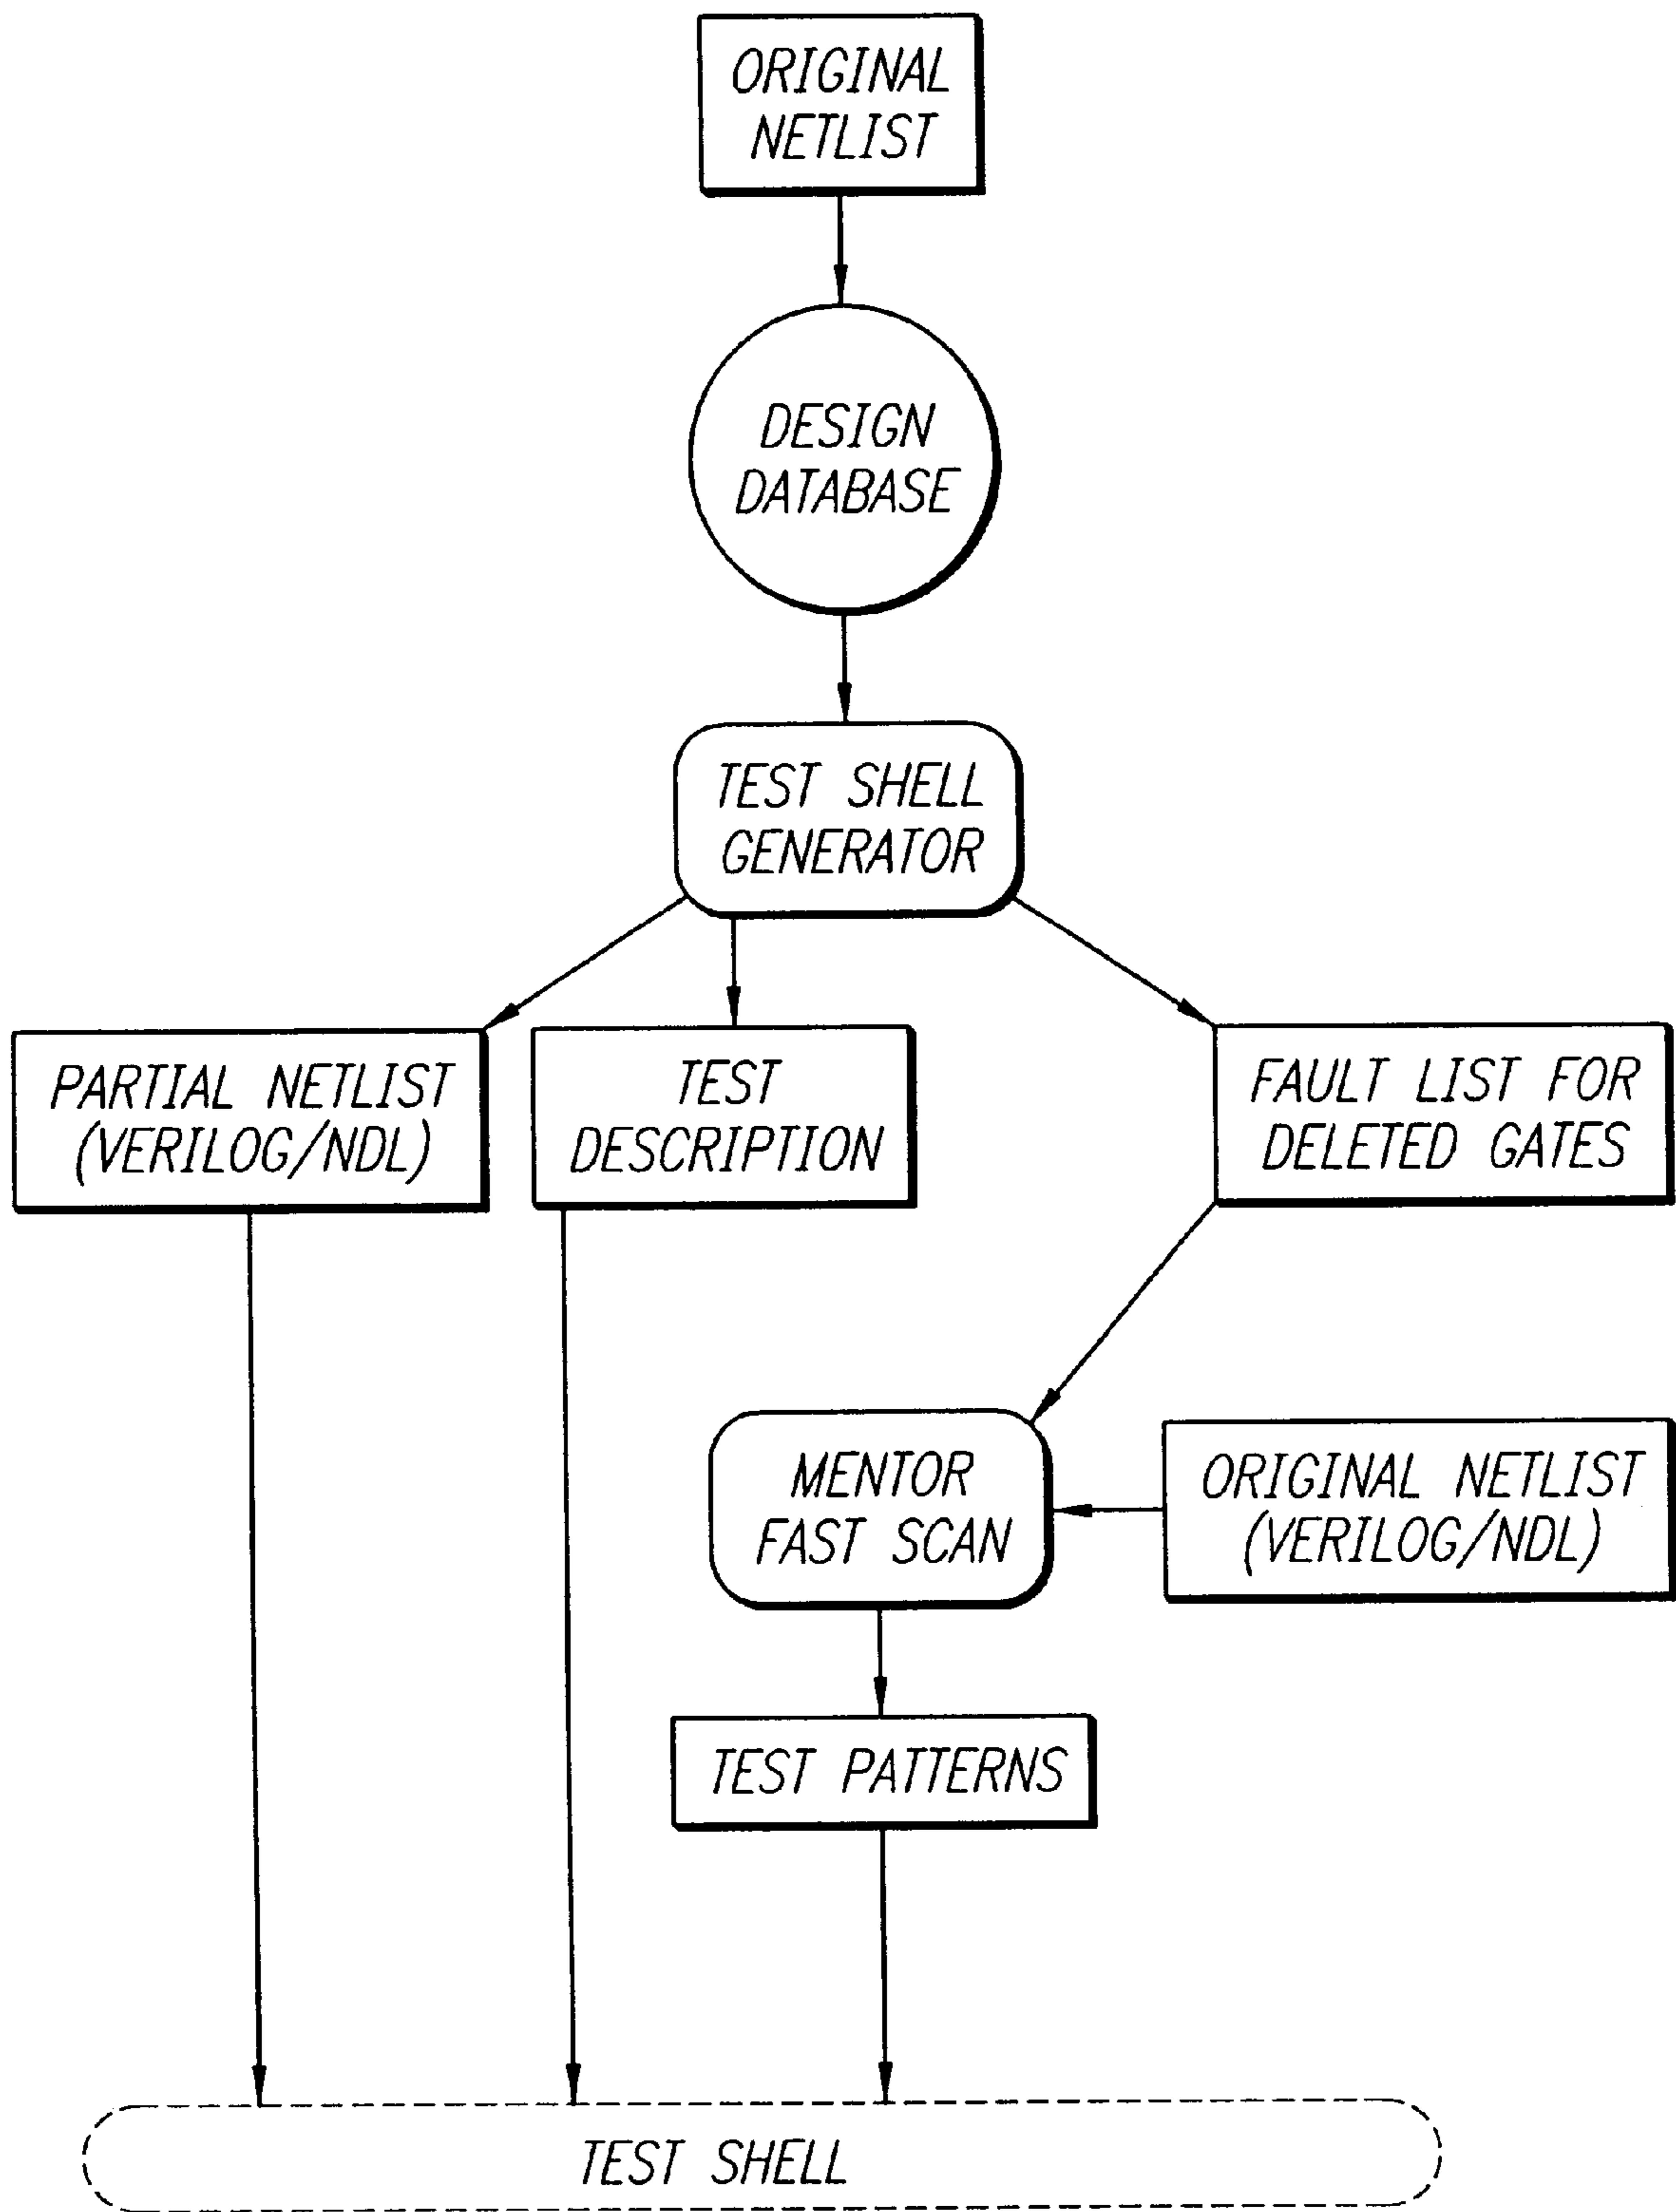 ORIGINAL
NETLIST
DESIGN
DATABASE
TEST SHELL
GENERATOR
PARTIAL NETLIST
(VERILOG/NDL)
TEST
DESCRIPTION
FAULT LIST FOR
DELETED GATES
MENTOR
FAST SCAN
ORIGINAL NETLIST
(VERILOG/NDL)
TEST PATTERNS
TEST SHELL